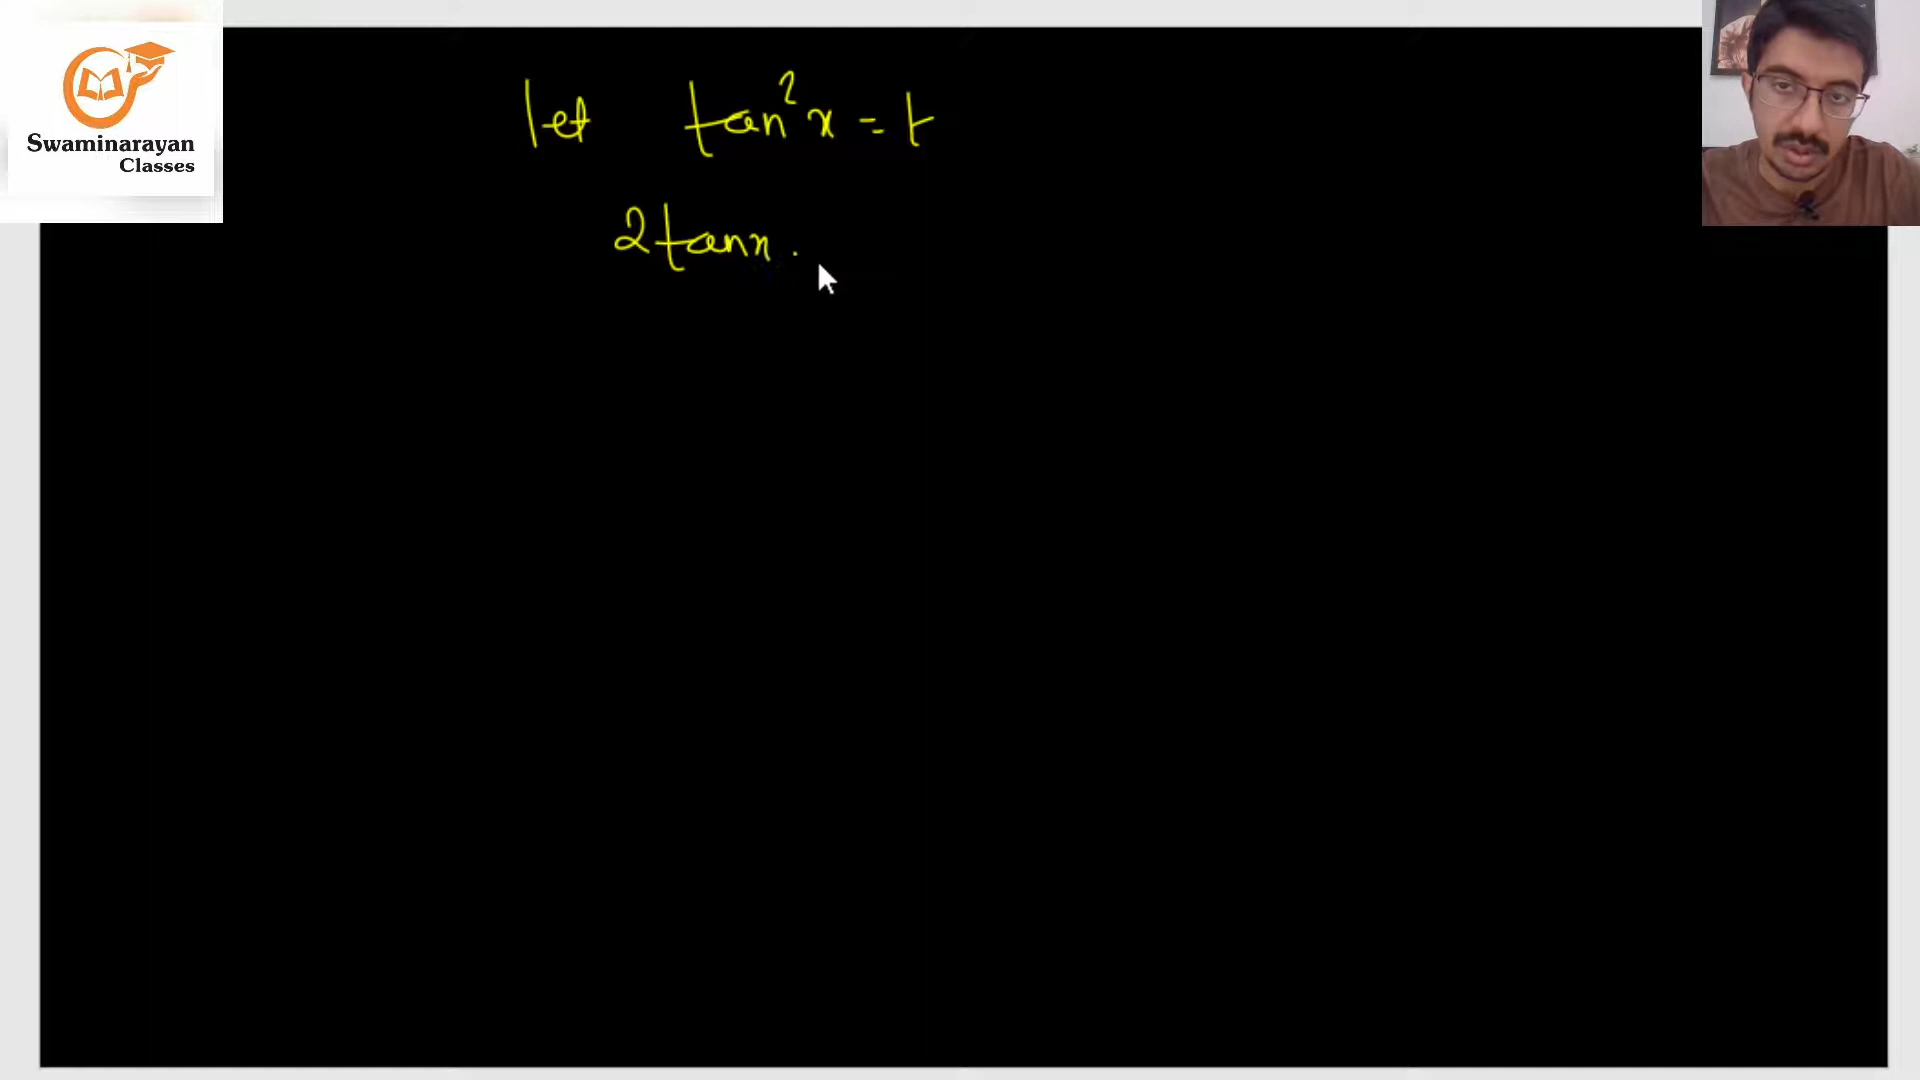 Swaminarayan
Classes
let tan²x = t
2tanx .